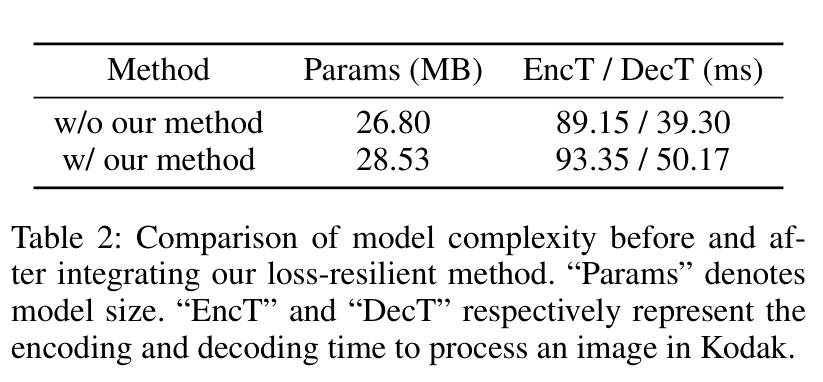 Method Params (MB) EncT / DecT (ms)
w/o our method 26.80 89.15 / 39.30
w/ our method 28.53 93.35 / 50.17
Table 2: Comparison of model complexity before and af-
ter integrating our loss-resilient method. “Params” denotes
model size. “EncT” and “DecT” respectively represent the
encoding and decoding time to process an image in Kodak.